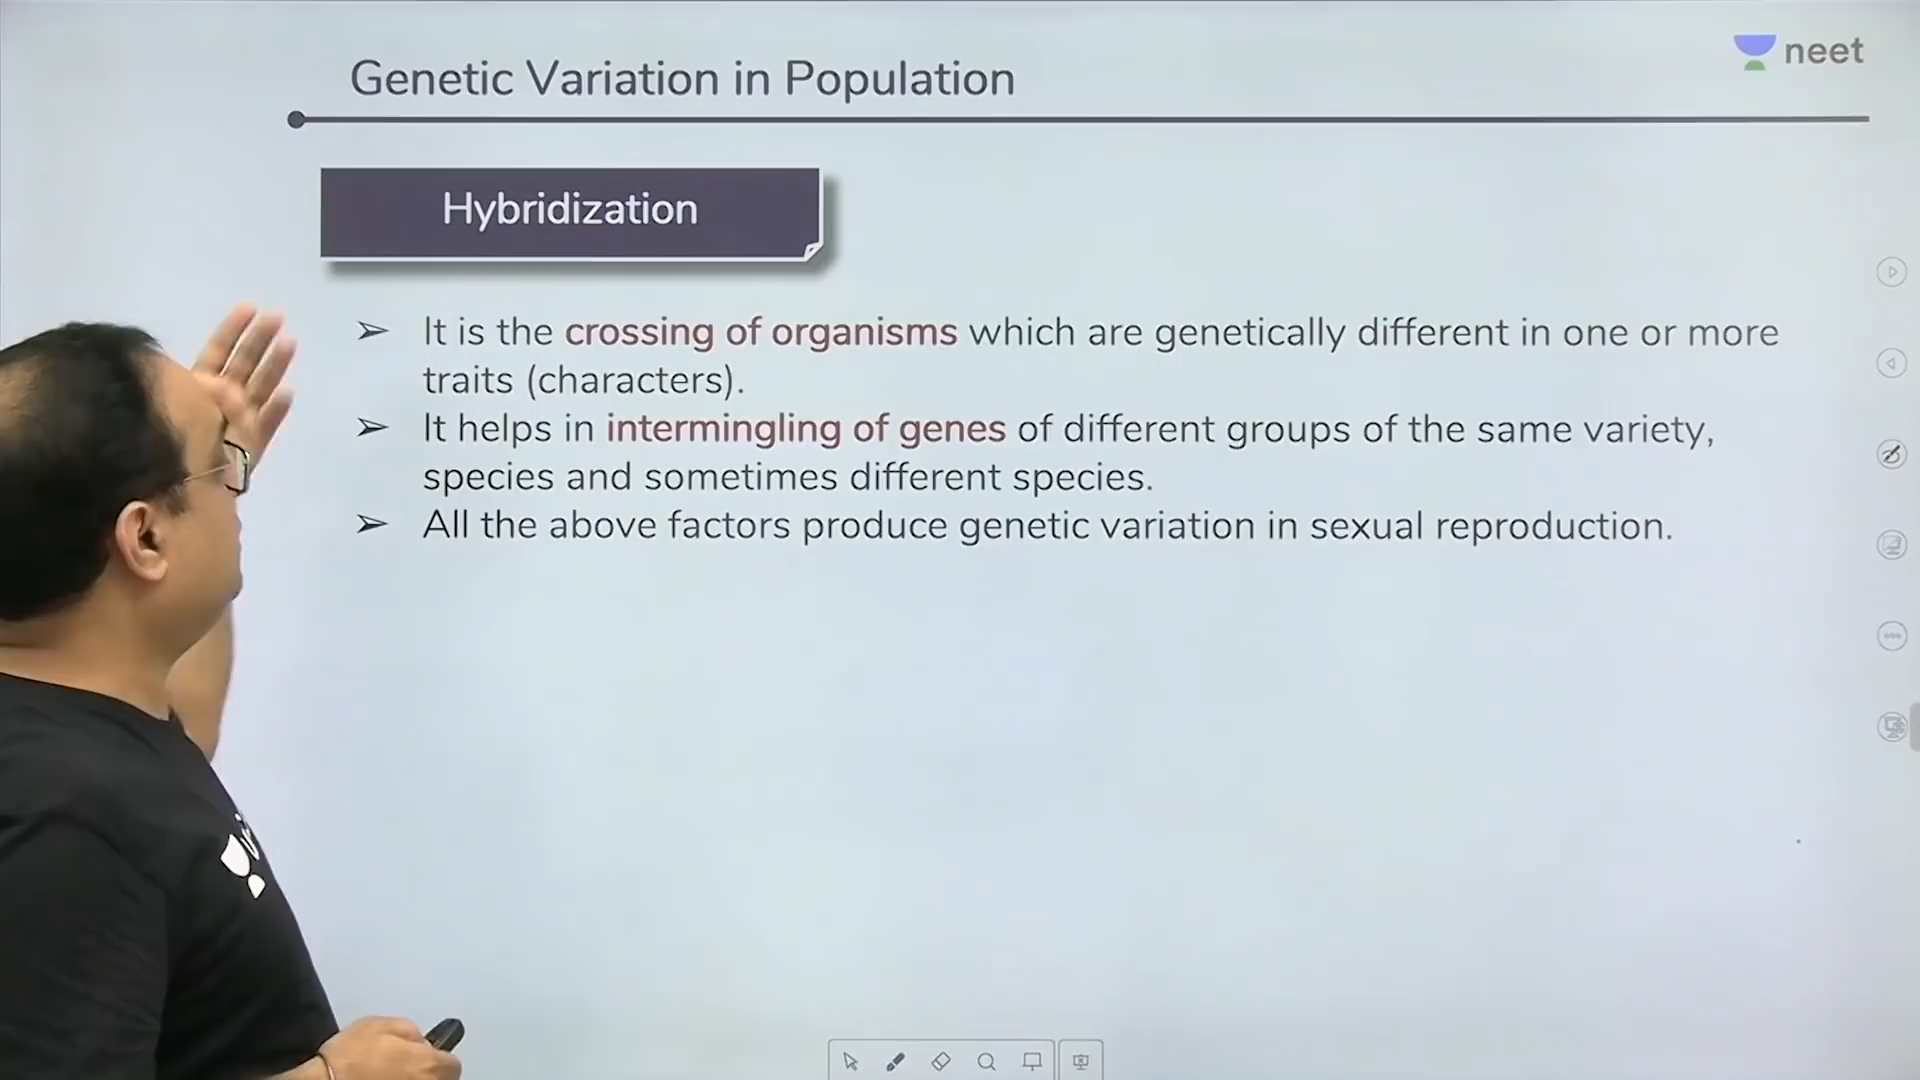 Genetic Variation in Population
neet
Hybridization
➢ It is the crossing of organisms which are genetically different in one or more
traits (characters).
➢ It helps in intermingling of genes of different groups of the same variety,
species and sometimes different species.
➢ All the above factors produce genetic variation in sexual reproduction.